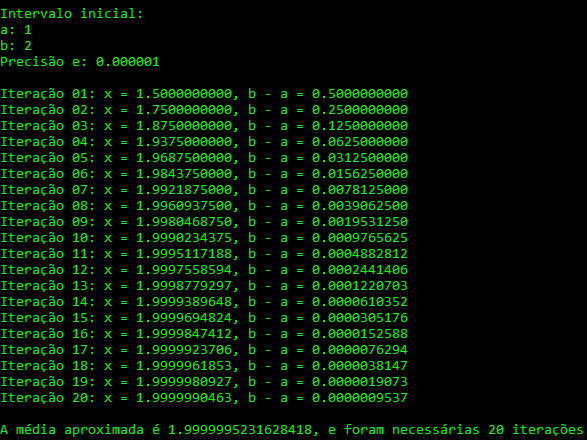 Intervalo inicial:
a: 1
b: 2
Precisão e: 0.000001
Iteração 01: x = 1.5000000000, b - a = 0.5000000000
Iteração 02: x = 1.7500000000, b - a = 0.2500000000
Iteração 03: x = 1.8750000000, b - a = 0.1250000000
Iteração 04: x = 1.9375000000, b - a = 0.0625000000
Iteração 05: x = 1.9687500000, b - a = 0.0312500000
Iteração 06: x = 1.9843750000, b - a = 0.0156250000
Iteração 07: x = 1.9921875000, b - a = 0.0078125000
Iteração 08: x = 1.9960937500, b - a = 0.0039062500
Iteração 09: x = 1.9980468750, b - a = 0.0019531250
Iteração 10: x = 1.9990234375, b - a = 0.0009765625
Iteração 11: x = 1.9995117188, b - a = 0.0004882812
Iteração 12: x = 1.9997558594, b - a = 0.0002441406
Iteração 13: x = 1.9998779297, b - a = 0.0001220703
Iteração 14: x = 1.9999389648, b - a = 0.0000610352
Iteração 15: x = 1.9999694824, b - a = 0.0000305176
Iteração 16: x = 1.9999847412, b - a = 0.0000152588
Iteração 17: x = 1.9999923706, b - a = 0.0000076294
Iteração 18: x = 1.9999961853, b - a = 0.0000038147
Iteração 19: x = 1.9999980927, b - a = 0.0000019073
Iteração 20: x = 1.9999990463, b - a = 0.0000009537
A média aproximada é 1.9999995231628418, e foram necessárias 20 iterações